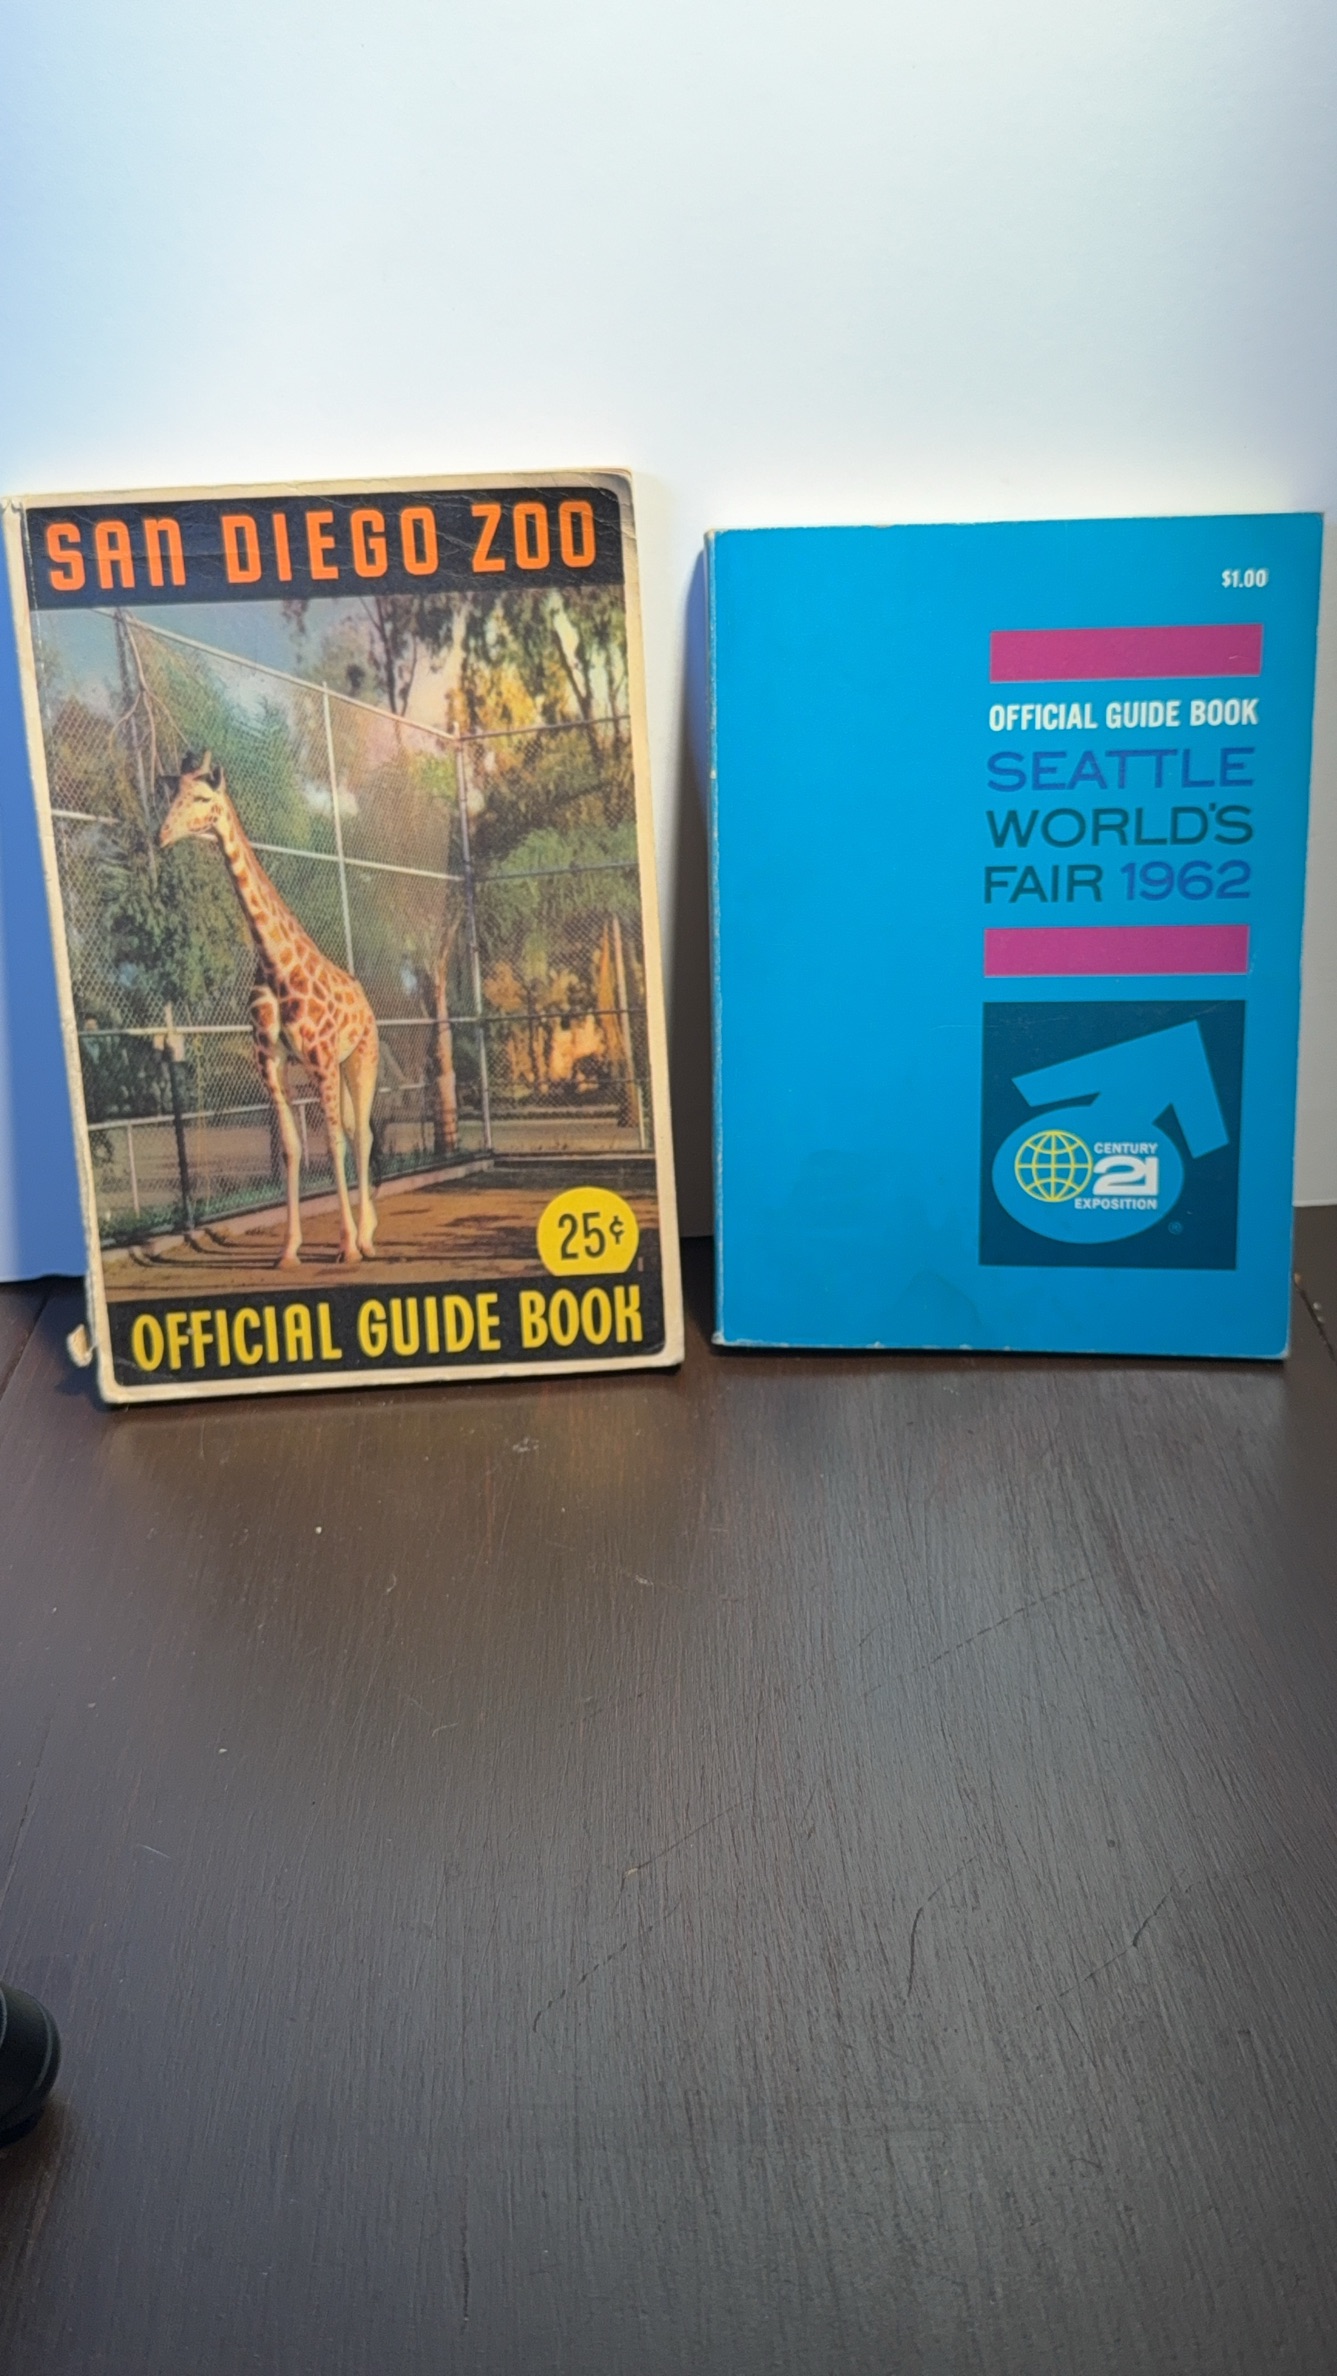 SAN DIEGO ZOO
25¢
OFFICIAL GUIDE BOOK
$1.00
OFFICIAL GUIDE BOOK
SEATTLE
WORLD'S
FAIR 1962
CENTURY
21
EXPOSITION
®